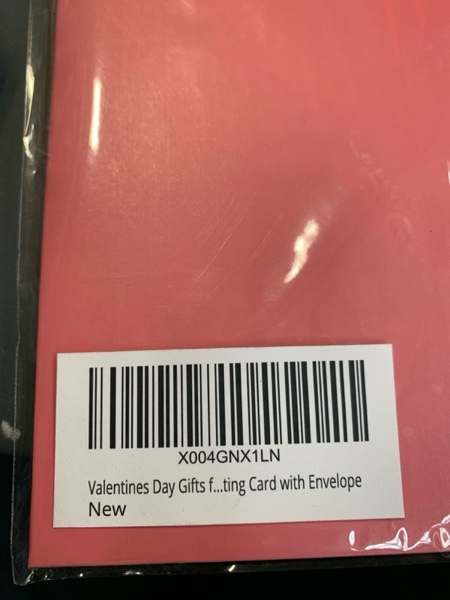 X004GNX1LN
Valentines Day Gifts f...ting Card with Envelope
New